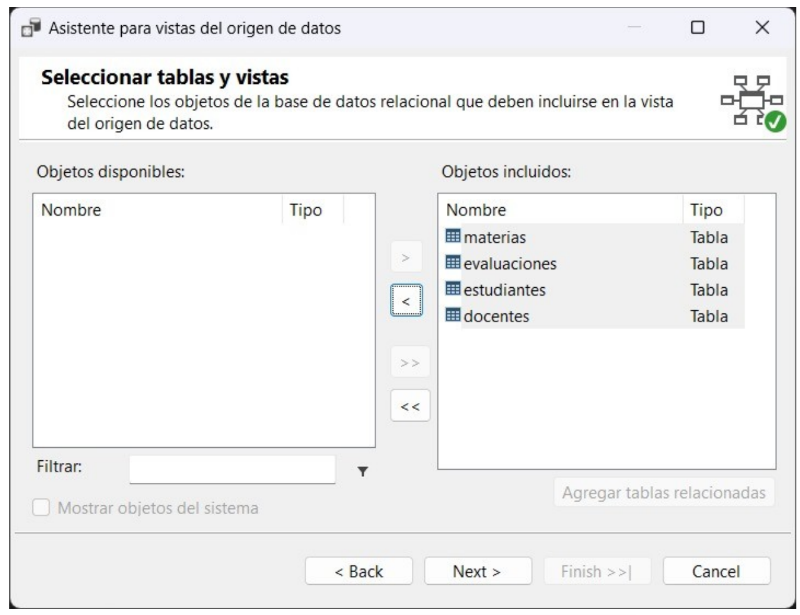 Asistente para vistas del origen de datos
Seleccionar tablas y vistas
Seleccione los objetos de la base de datos relacional que deben incluirse en la vista
del origen de datos.
Objetos disponibles:
Nombre Tipo
Filtrar:
Mostrar objetos del sistema
>
<
>>
<<
Objetos incluidos:
Nombre Tipo
materias Tabla
evaluaciones Tabla
estudiantes Tabla
docentes Tabla
Agregar tablas relacionadas
< Back Next > Finish >>| Cancel